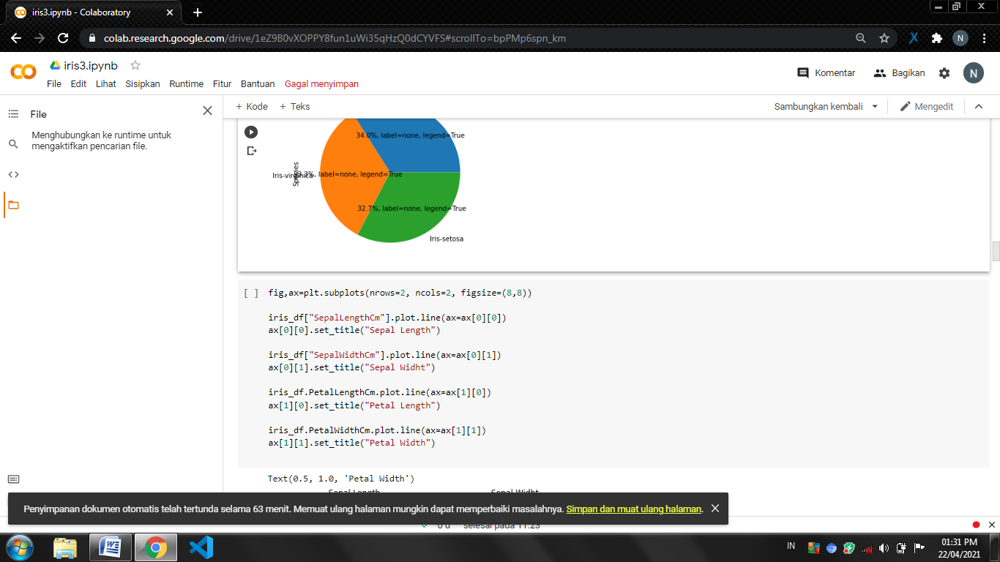 iris3.ipynb - Colaboratory
colab.research.google.com/drive/1eZ9B0vXOPPY8fun1uWi35qHzQ0dCYVFS#scrollTo=bpPMp6spn_km
N
iris3.ipynb
File Edit Lihat Sisipkan Runtime Fitur Bantuan Gagal menyimpan
Komentar Bagikan N
File
Menghubungkan ke runtime untuk
mengaktifkan pencarian file.
+ Kode + Teks
Sambungkan kembali Mengedit
34.0%, label=none, legend=True
Species
Iris-virginica
3.3%, label=none, legend=True
32.7%, label=none, legend=True
Iris-setosa
[ ] fig,ax=plt.subplots(nrows=2, ncols=2, figsize=(8,8))
iris_df["SepalLengthCm"].plot.line(ax=ax[0][0])
ax[0][0].set_title("Sepal Length")
iris_df["SepalWidthCm"].plot.line(ax=ax[0][1])
ax[0][1].set_title("Sepal Widht")
iris_df.PetalLengthCm.plot.line(ax=ax[1][0])
ax[1][0].set_title("Petal Length")
iris_df.PetalWidthCm.plot.line(ax=ax[1][1])
ax[1][1].set_title("Petal Width")
Text(0.5, 1.0, 'Petal Width')
Sepal Length Sepal Widht
Penyimpanan dokumen otomatis telah tertunda selama 63 menit. Memuat ulang halaman mungkin dapat memperbaiki masalahnya. Simpan dan muat ulang halaman.
0 d selesai pada 11.23
IN
01:31 PM
22/04/2021